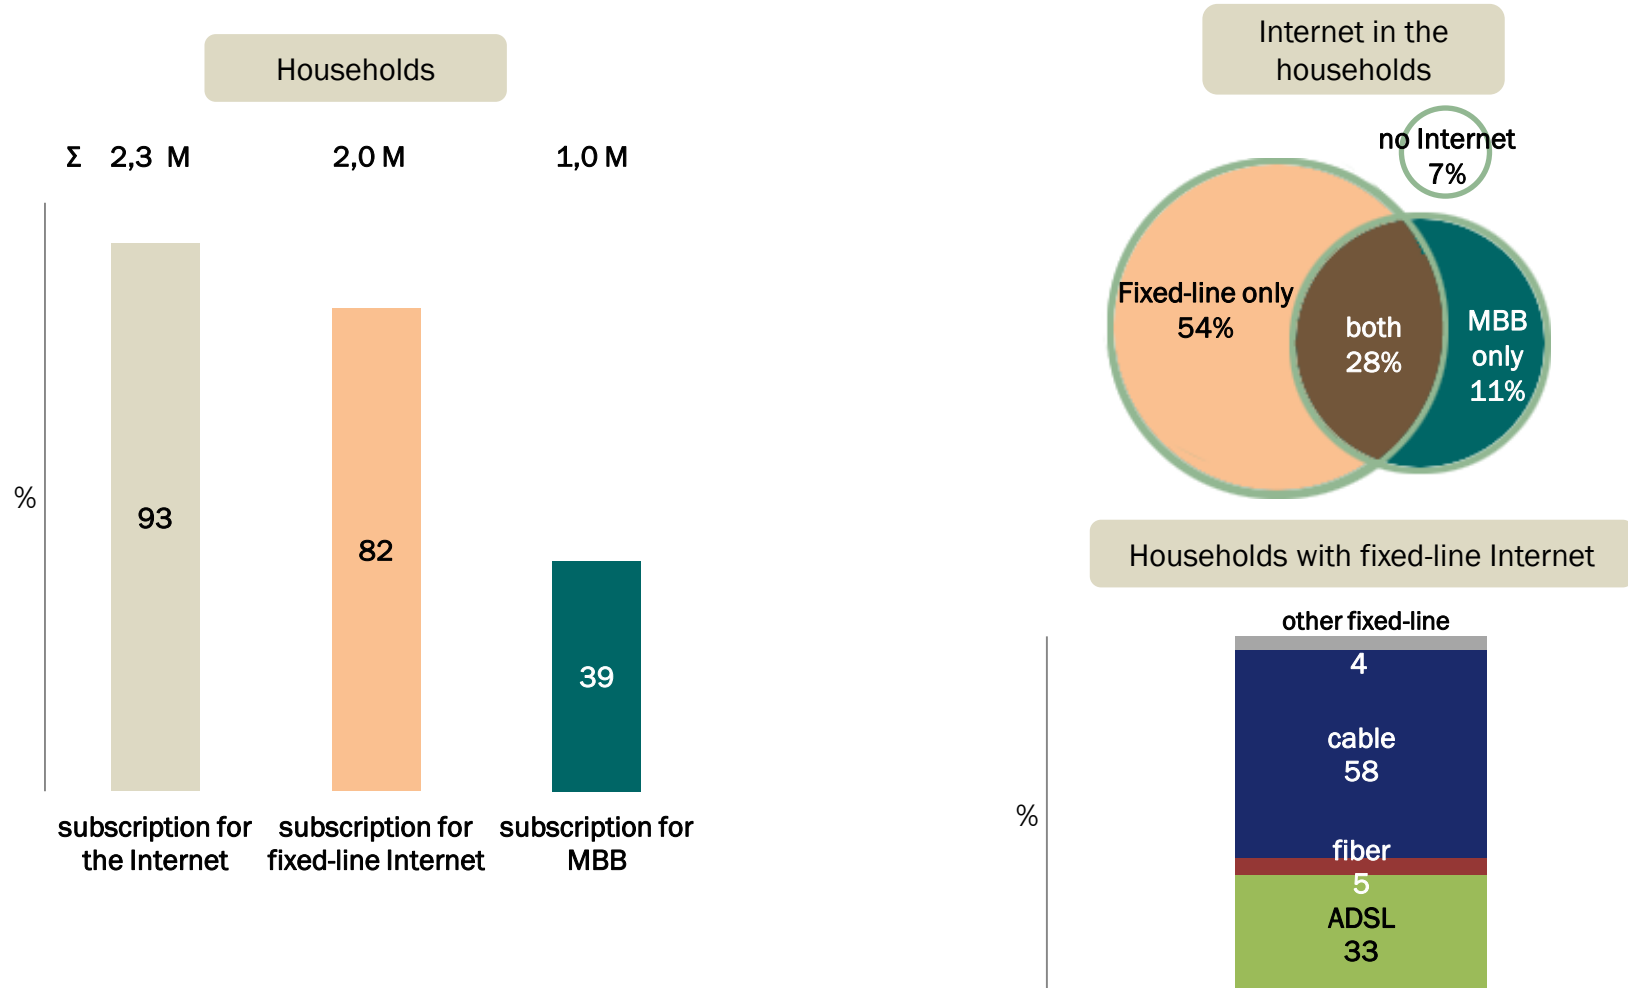 Households
Σ 2,3 M 2,0 M 1,0 M
%
93
82
39
subscription for
the Internet
subscription for
fixed-line Internet
subscription for
MBB
Internet in the
households
no Internet
7%
Fixed-line only
54%
both
28%
MBB
only
11%
Households with fixed-line Internet
other fixed-line
4
cable
58
%
fiber
5
ADSL
33